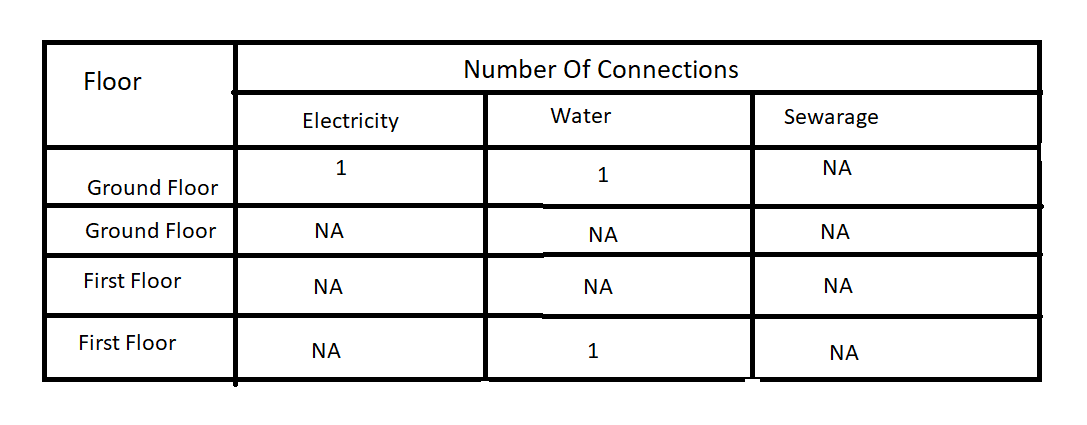 Floor
Number Of Connections
Electricity
Water
Sewarage
Ground Floor
1
1
NA
Ground Floor
NA
NA
NA
First Floor
NA
NA
NA
First Floor
NA
1
NA